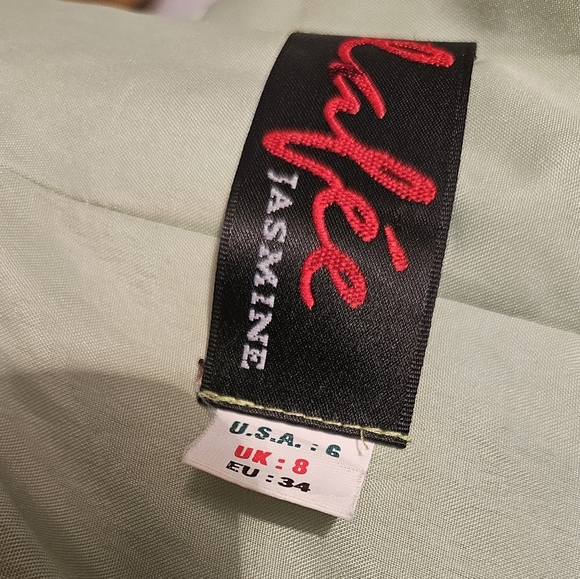 JASMINE
U.S.A. : 6
UK : 8
EU : 34